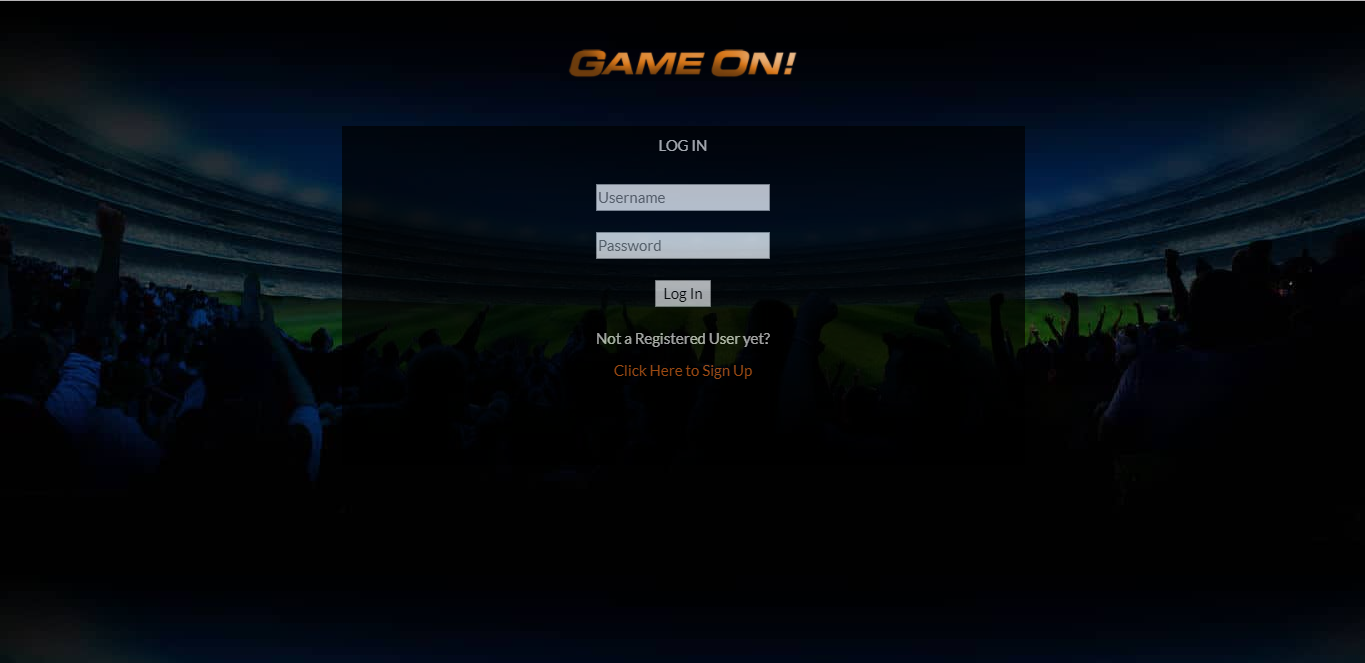 GAME ON!
LOG IN
Username
Password
Log In
Not a Registered User yet?
Click Here to Sign Up